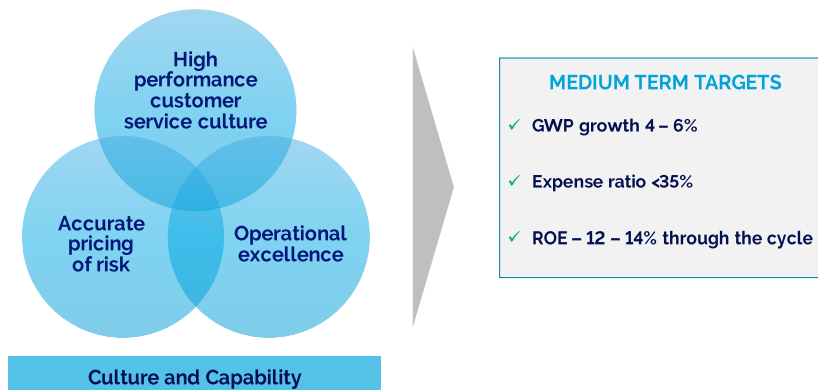 High
performance
customer
service culture
Accurate
pricing
of risk
Operational
excellence
Culture and Capability
MEDIUM TERM TARGETS
✓ GWP growth 4 – 6%
✓ Expense ratio <35%
✓ ROE – 12 – 14% through the cycle